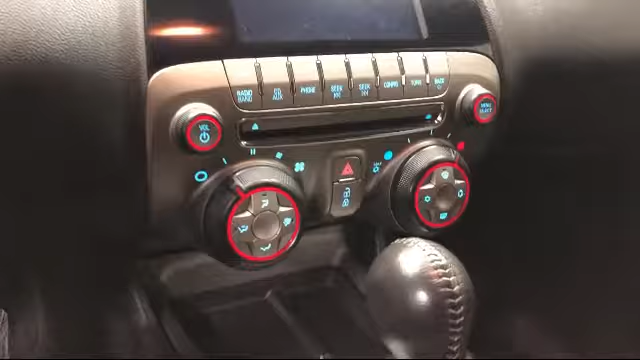 RADIO BAND
CD AUX
PHONE
SEEK
SEEK
CONFIG
TONE
BACK
VOL
MENU SELECT